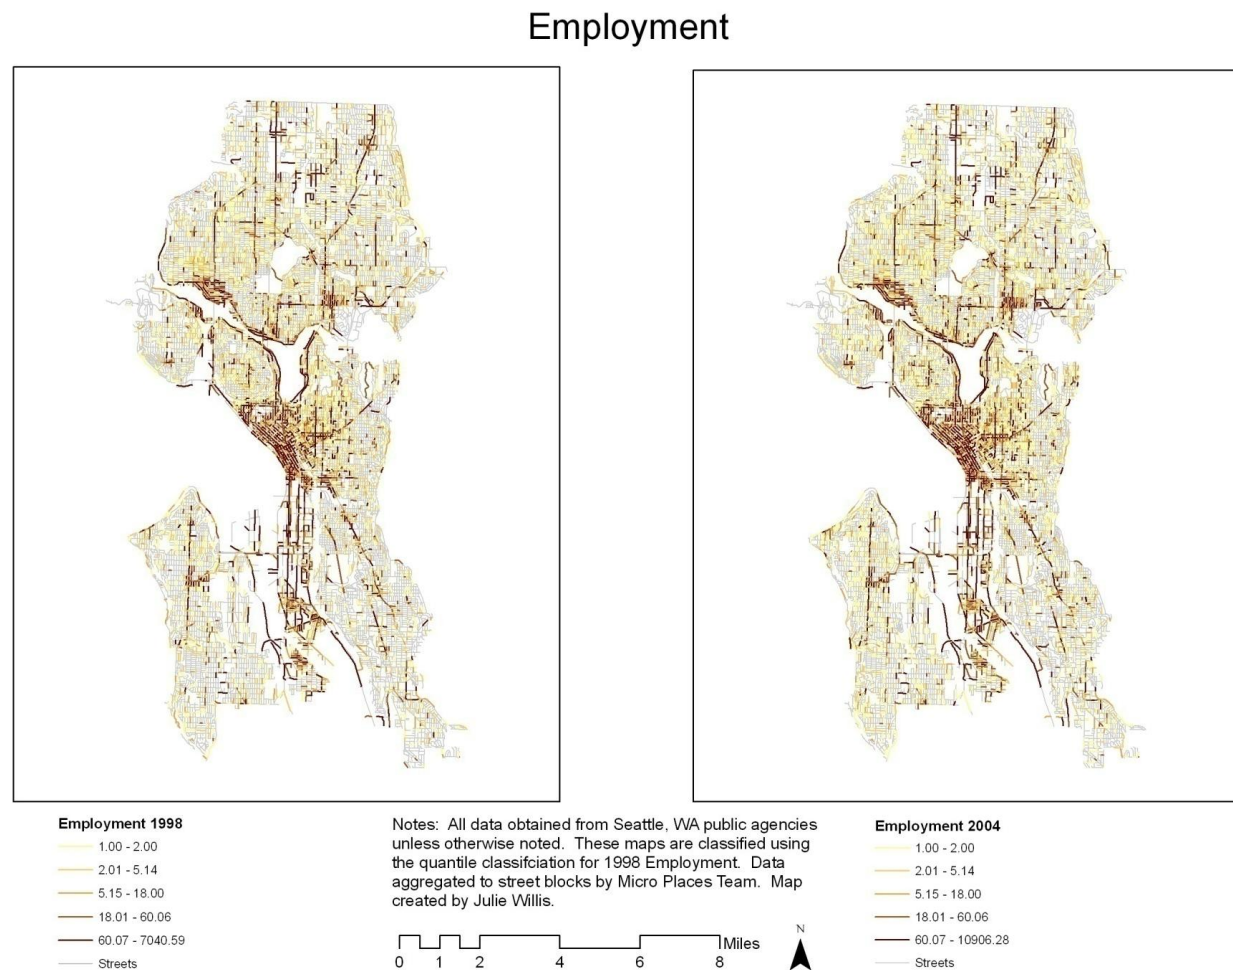 Employment
Employment 1998
1.00 - 2.00
2.01 - 5.14
5.15 - 18.00
18.01 - 60.06
60.07 - 7040.59
Streets
Notes: All data obtained from Seattle, WA public agencies
unless otherwise noted. These maps are classified using
the quantile classifciation for 1998 Employment. Data
aggregated to street blocks by Micro Places Team. Map
created by Julie Willis.
Miles
0 1 2 4 6 8
N
Employment 2004
1.00 - 2.00
2.01 - 5.14
5.15 - 18.00
18.01 - 60.06
60.07 - 10906.28
Streets